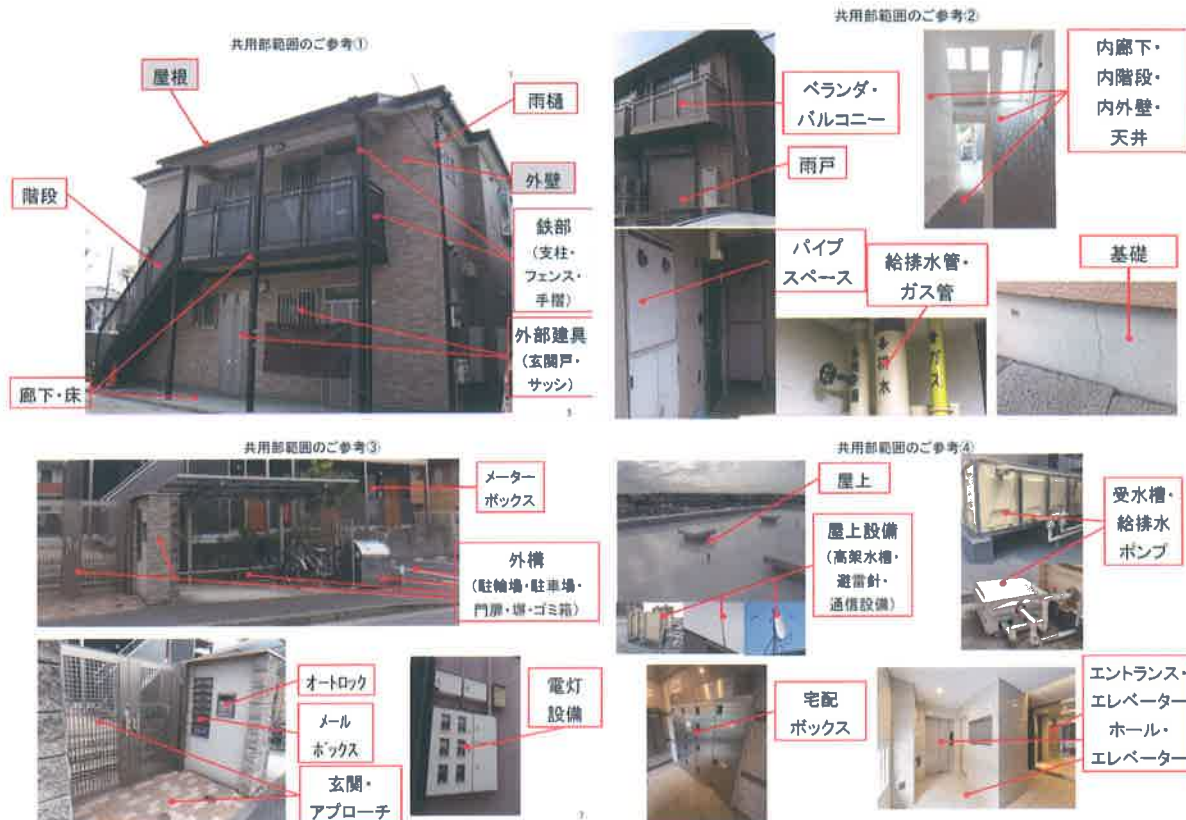 共用部範囲のご参考①
屋根
雨樋
階段
外壁
鉄部
(支柱・
フェンス・
手摺)
外部建具
(玄関戸・
サッシ)
廊下・床
共用部範囲のご参考②
ベランダ・
バルコニー
雨戸
内廊下・
内階段・
内外壁・
天井
パイプ
スペース
給排水管・
ガス管
基礎
排水
ガス
共用部範囲のご参考③
メーター
ボックス
外構
(駐輪場・駐車場・
門扉・塀・ゴミ箱)
オートロック
メール
ボックス
玄関・
アプローチ
電灯
設備
共用部範囲のご参考④
屋上
屋上設備
(高架水槽・
避雷針・
通信設備)
受水槽・
給排水
ポンプ
宅配
ボックス
エントランス・
エレベーター
ホール・
エレベーター